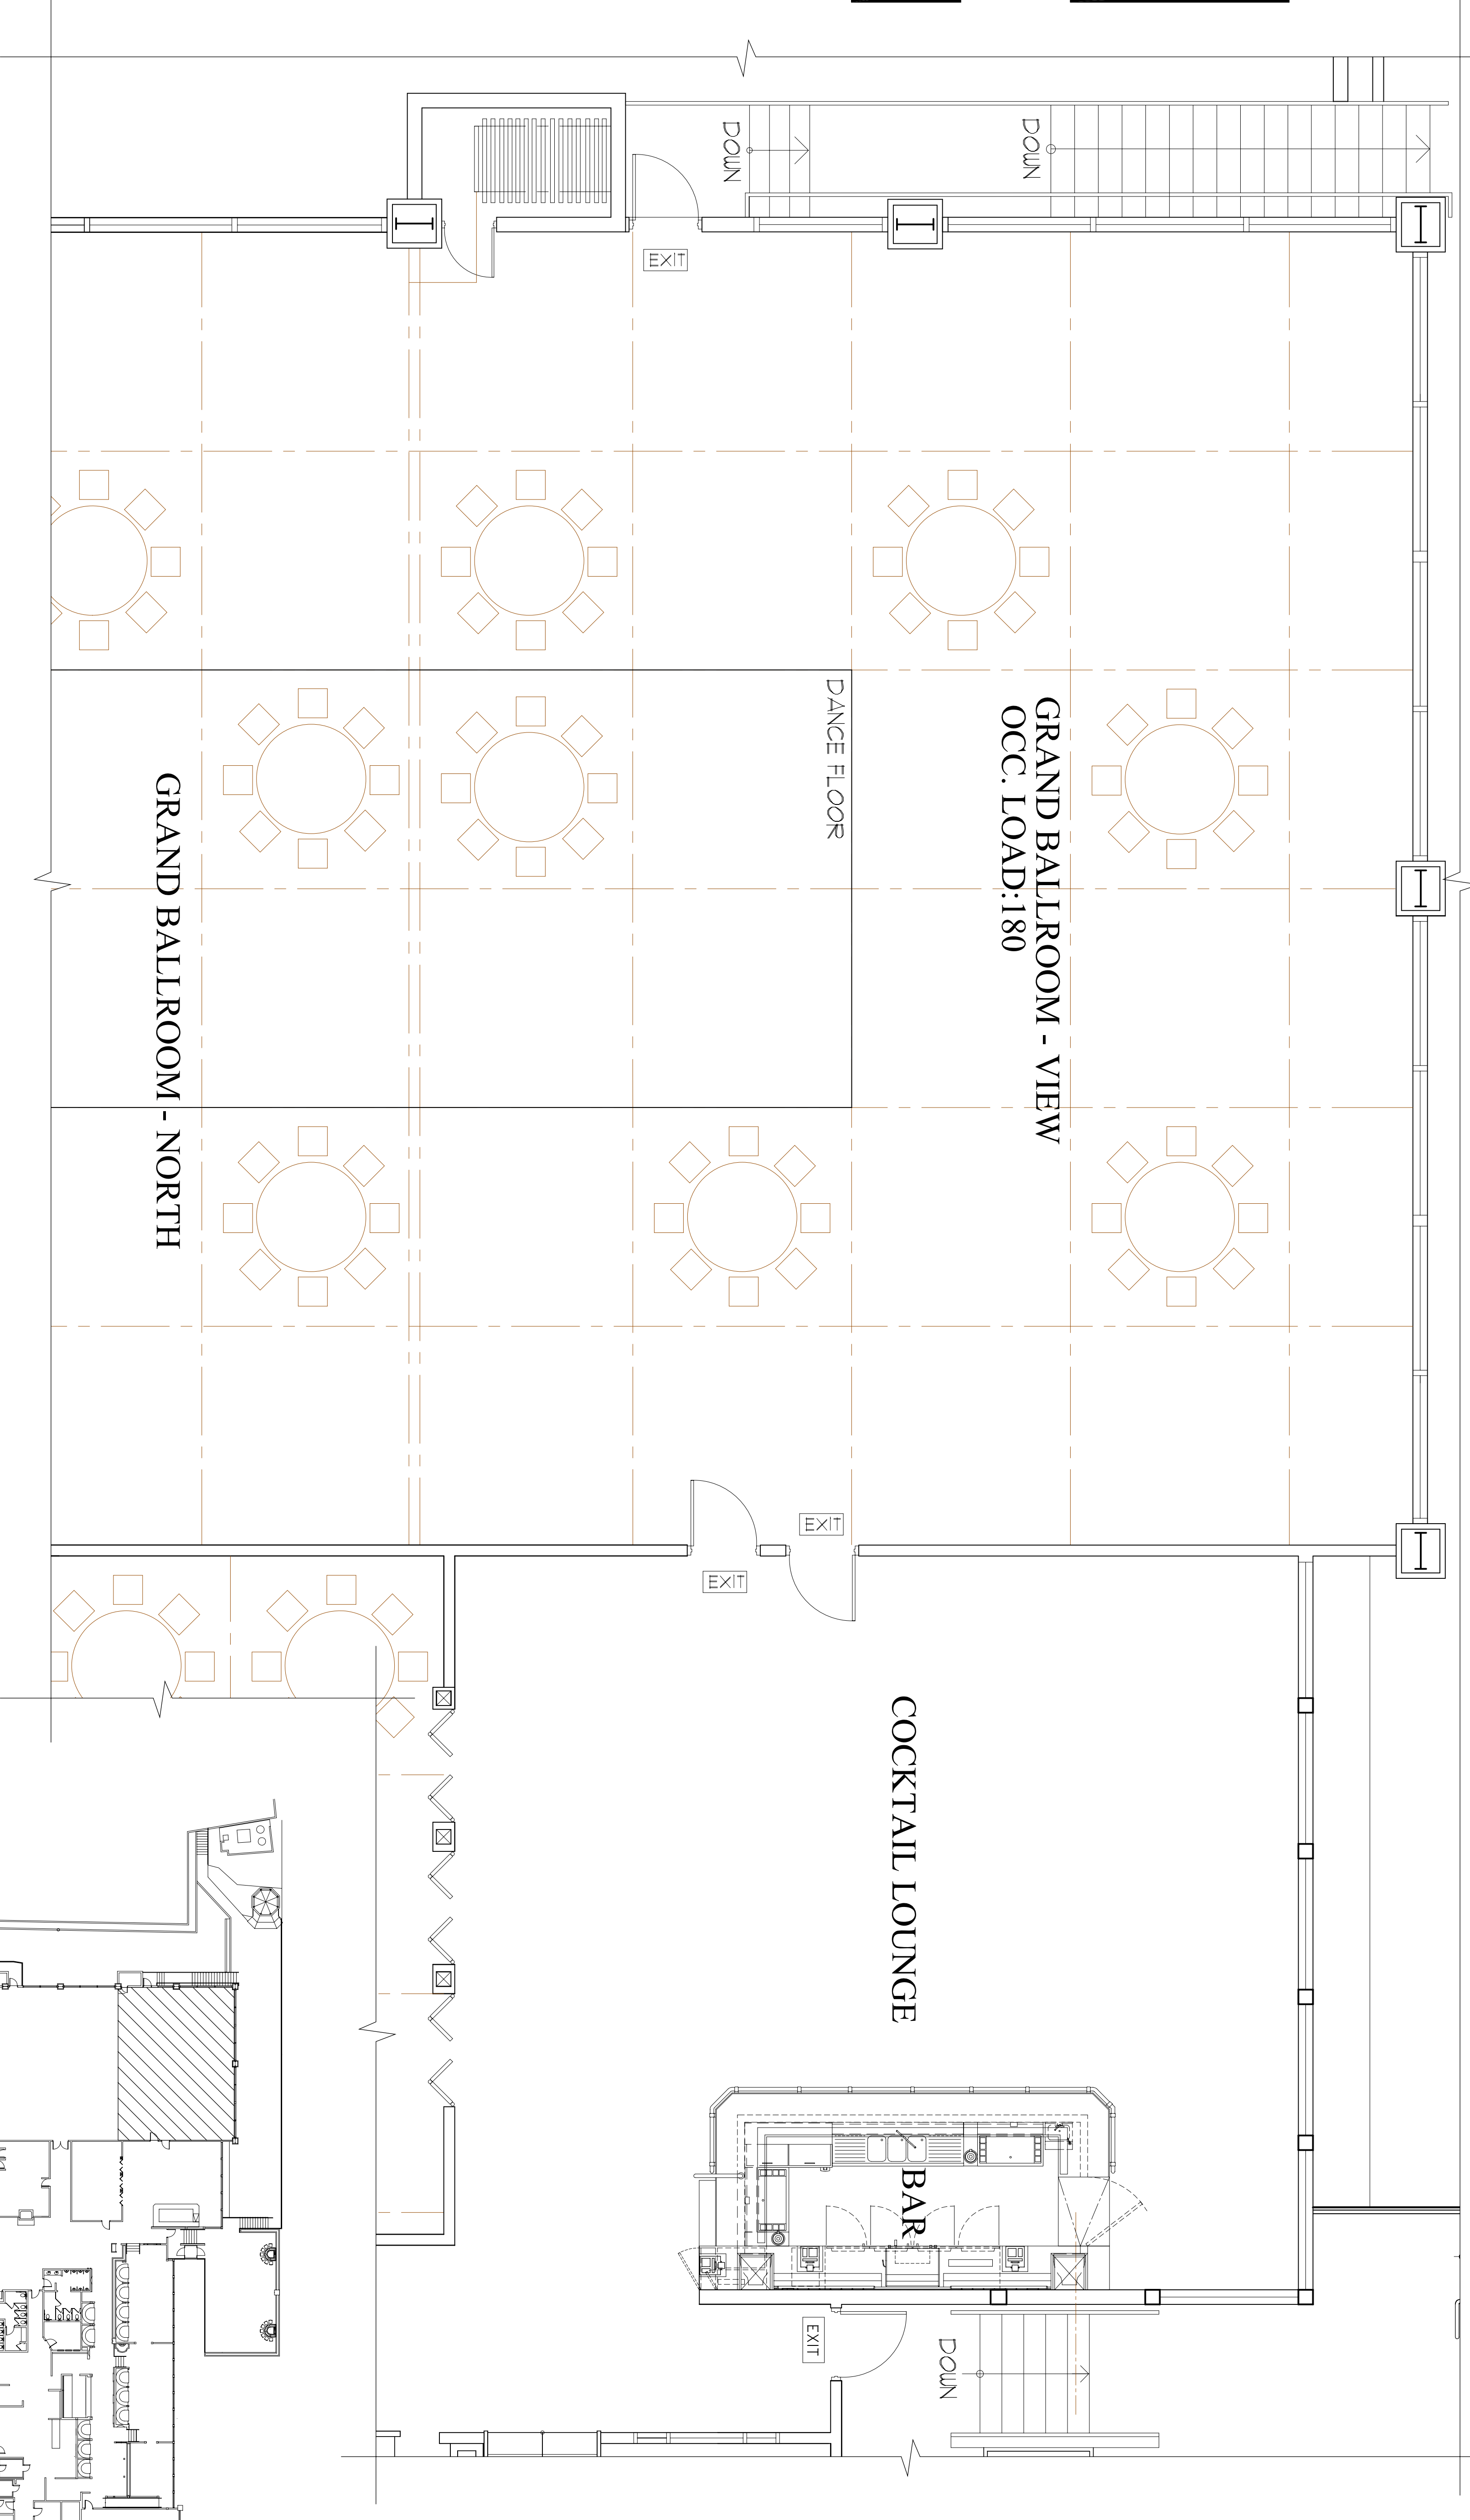 DOWN
DOWN
EXIT
DANCE FLOOR
GRAND BALLROOM - VIEW
OCC. LOAD:180
GRAND BALLROOM - NORTH
EXIT
EXIT
COCKTAIL LOUNGE
BAR
EXIT
DOWN